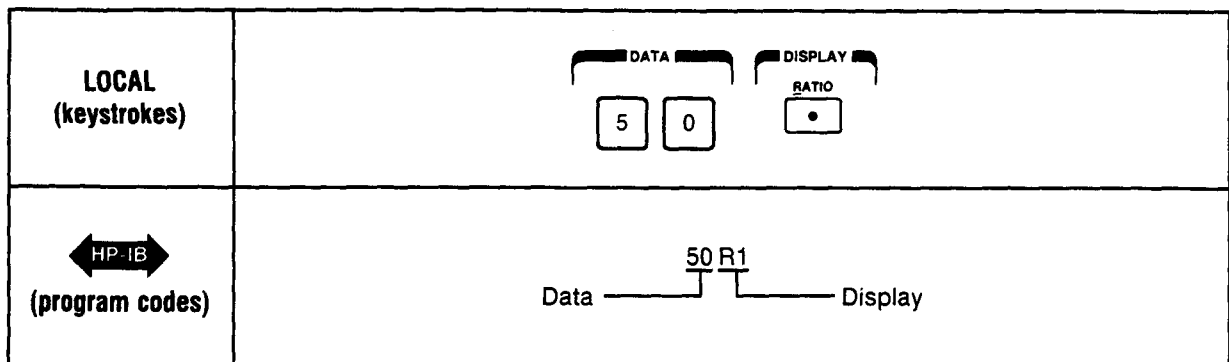 LOCAL
(keystrokes)
DATA DISPLAY
RATIO
5 0
HP-IB
(program codes)
50 R1
Data Display